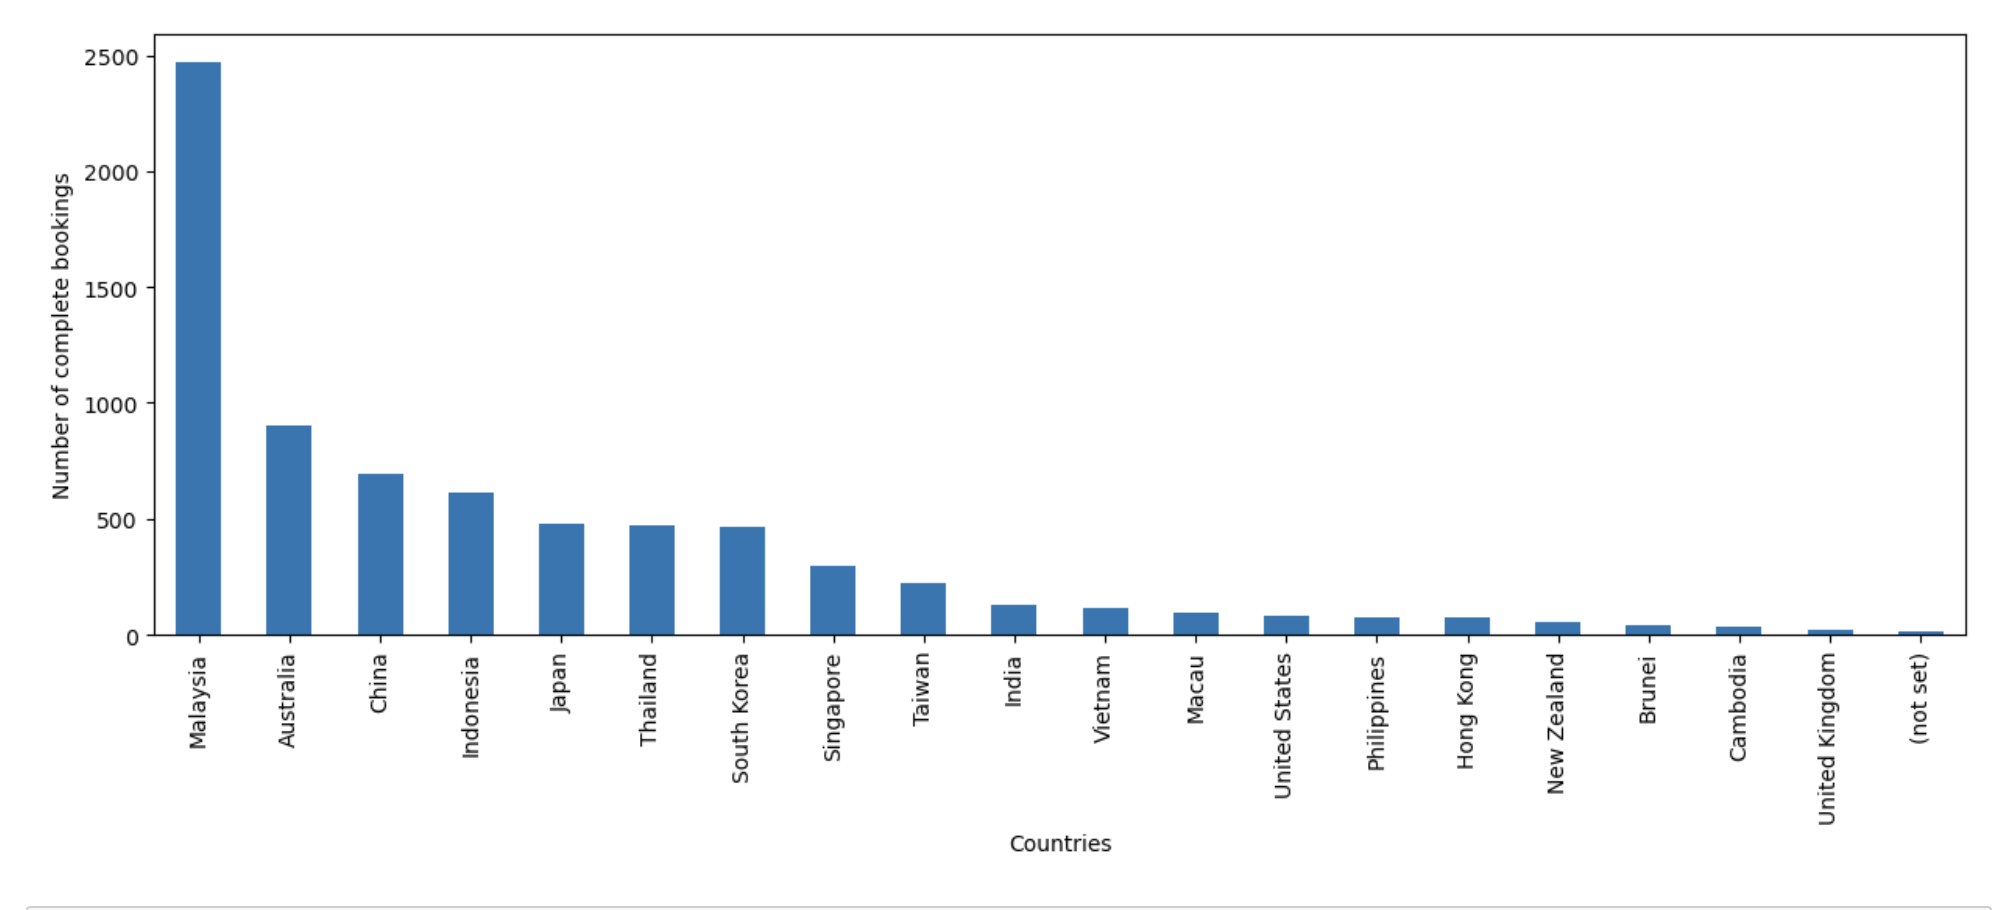 Number of complete bookings
2500
2000
1500
1000
500
0
Malaysia
Australia
China
Indonesia
Japan
Thailand
South Korea
Singapore
Taiwan
India
Vietnam
Macau
United States
Philippines
Hong Kong
New Zealand
Brunei
Cambodia
United Kingdom
(not set)
Countries